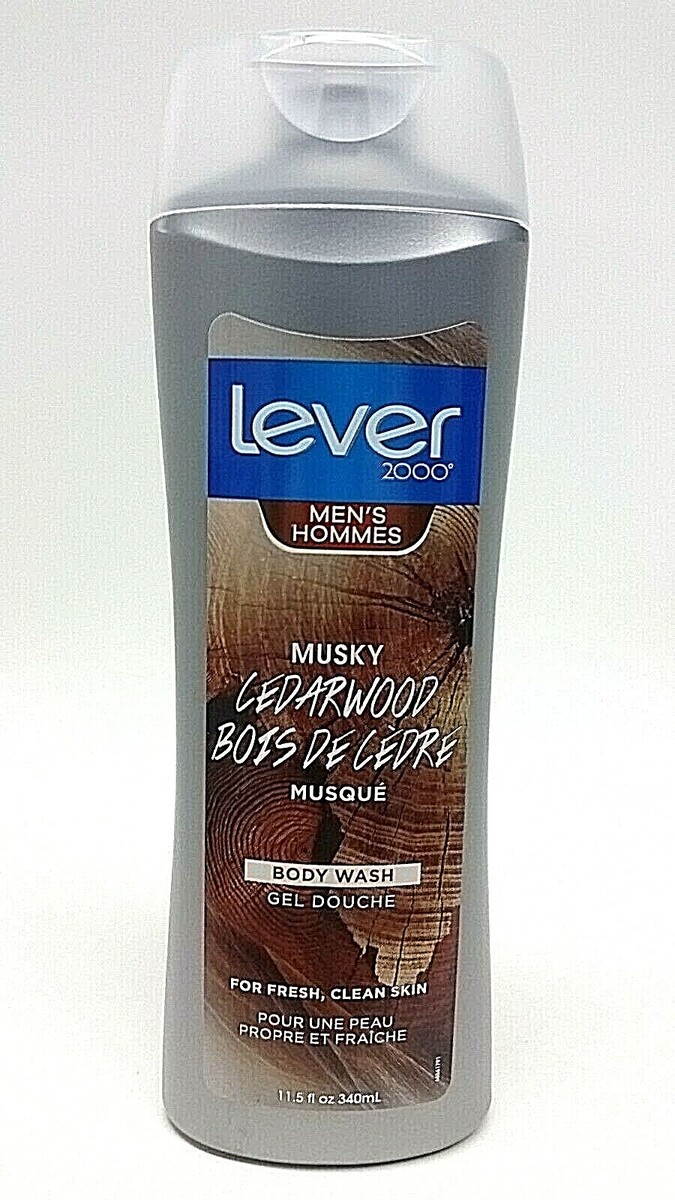 Lever
2000®
MEN'S
HOMMES
MUSKY
CEDARWOOD
BOIS DE CÈDRE
MUSQUÉ
BODY WASH
GEL DOUCHE
FOR FRESH, CLEAN SKIN
POUR UNE PEAU
PROPRE ET FRAÎCHE
11.5 fl oz 340mL